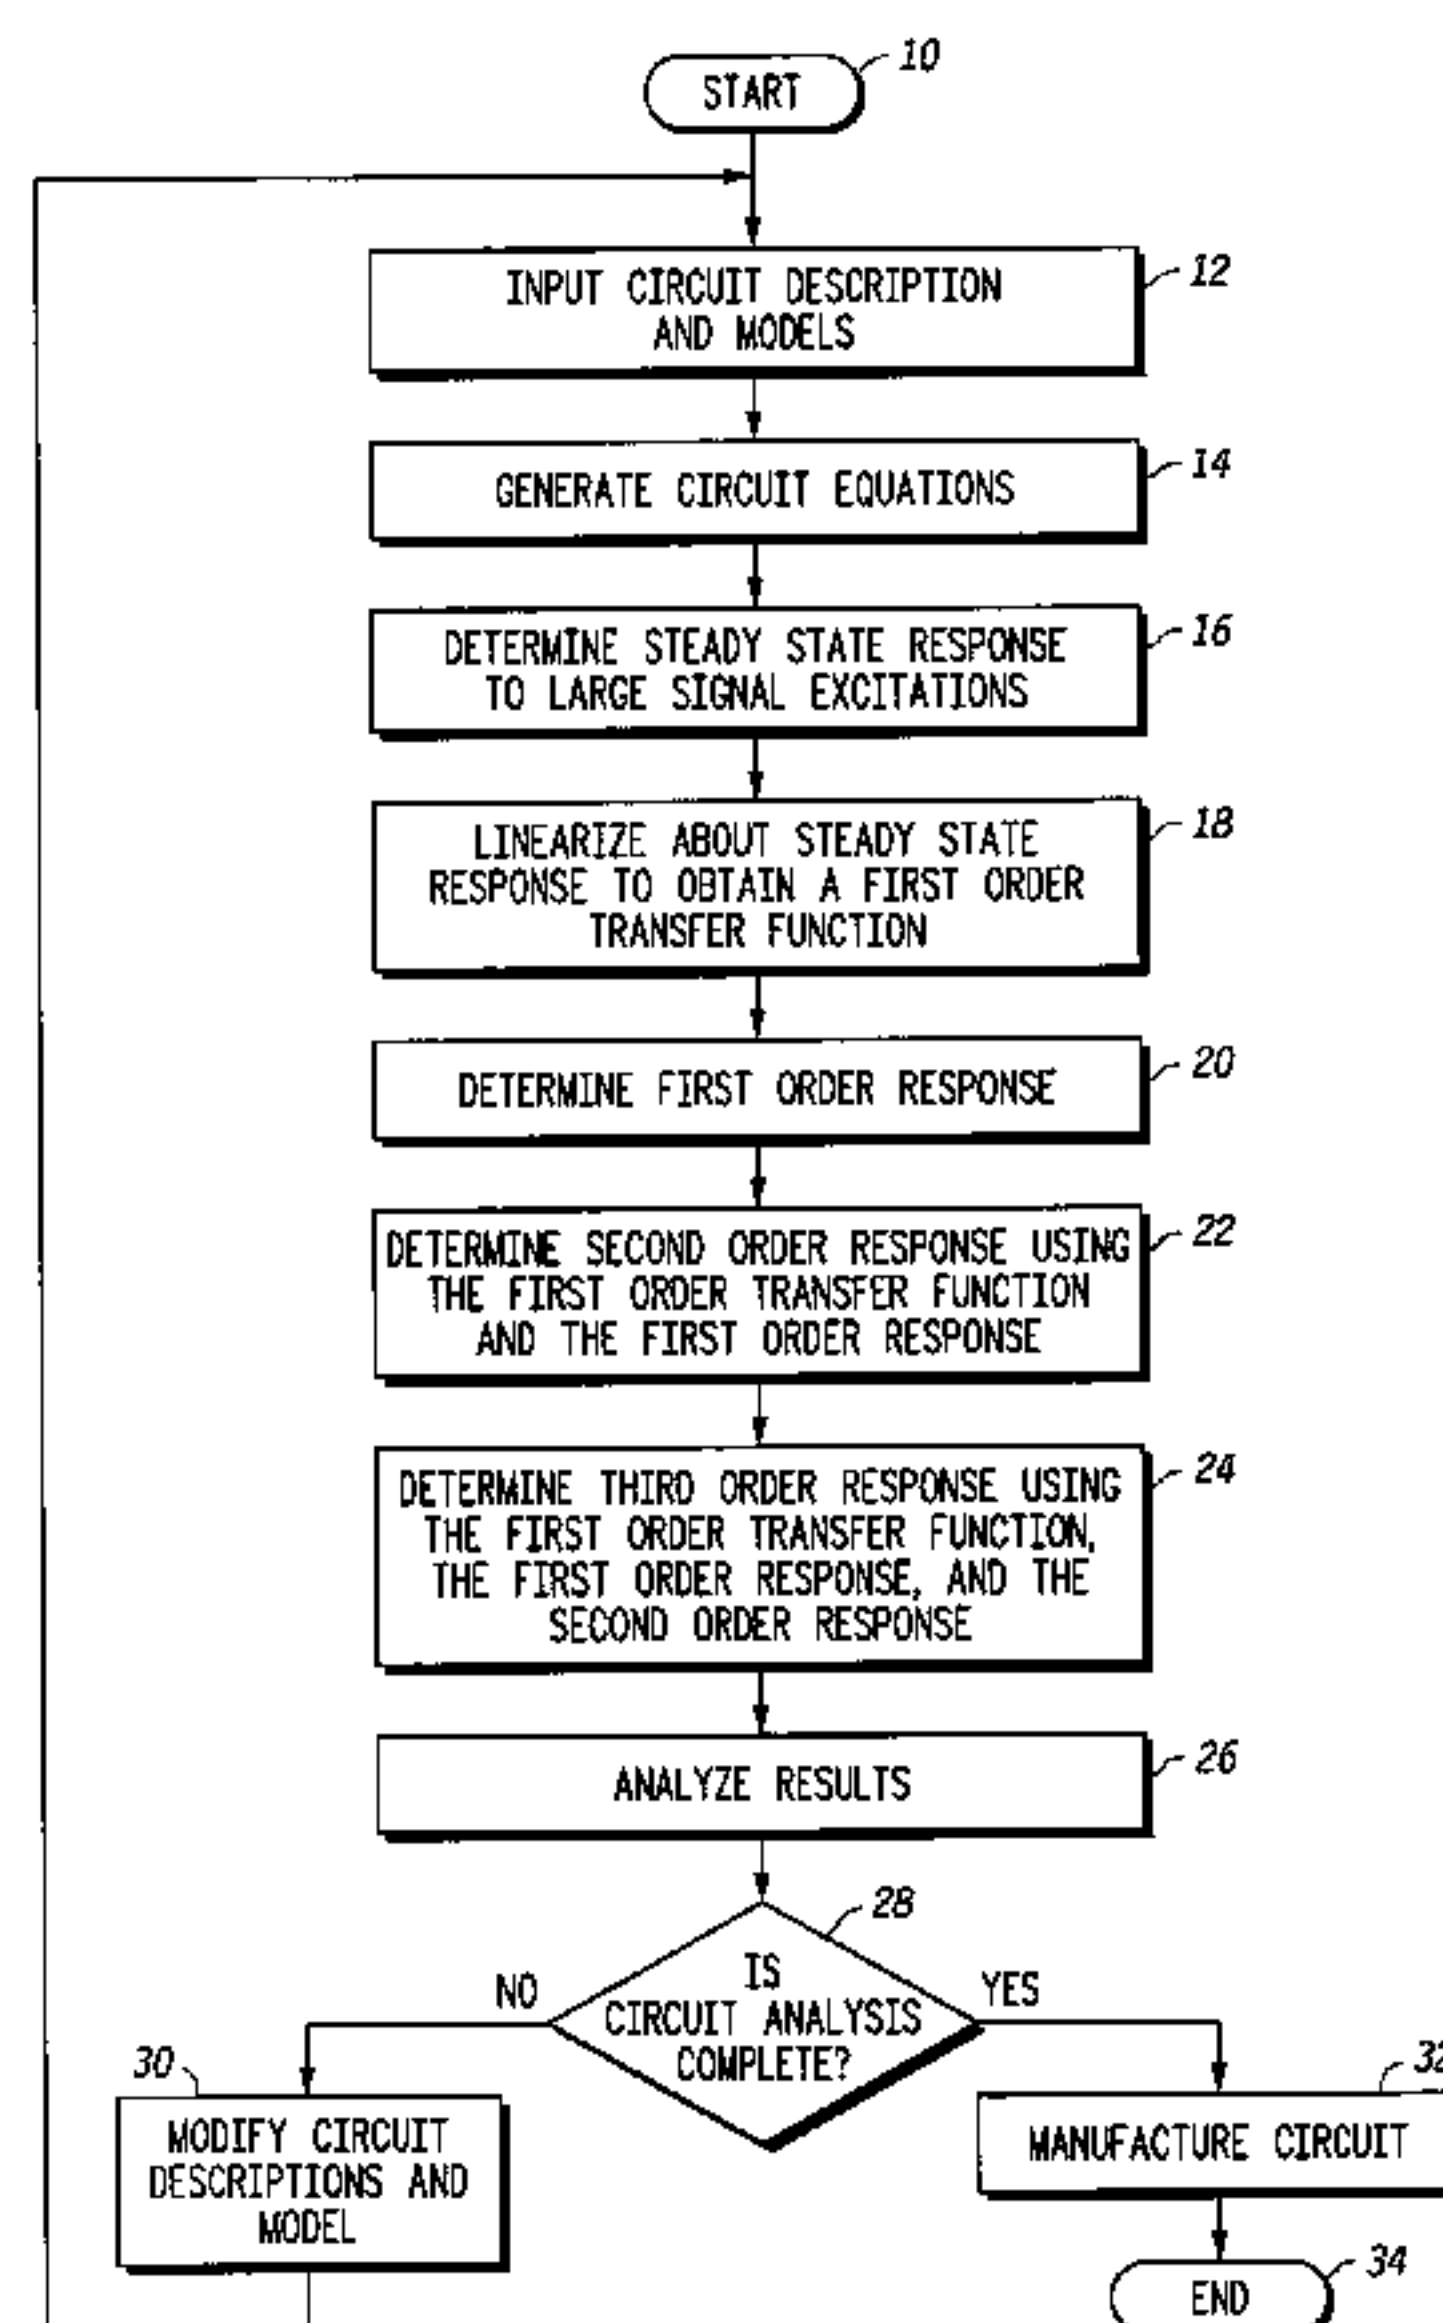 10
START
12
INPUT CIRCUIT DESCRIPTION
AND MODELS
14
GENERATE CIRCUIT EQUATIONS
16
DETERMINE STEADY STATE RESPONSE
TO LARGE SIGNAL EXCITATIONS
18
LINEARIZE ABOUT STEADY STATE
RESPONSE TO OBTAIN A FIRST ORDER
TRANSFER FUNCTION
20
DETERMINE FIRST ORDER RESPONSE
22
DETERMINE SECOND ORDER RESPONSE USING
THE FIRST ORDER TRANSFER FUNCTION
AND THE FIRST ORDER RESPONSE
24
DETERMINE THIRD ORDER RESPONSE USING
THE FIRST ORDER TRANSFER FUNCTION,
THE FIRST ORDER RESPONSE, AND THE
SECOND ORDER RESPONSE
26
ANALYZE RESULTS
28
IS
CIRCUIT ANALYSIS
COMPLETE?
NO
YES
30
MODIFY CIRCUIT
DESCRIPTIONS AND
MODEL
32
MANUFACTURE CIRCUIT
34
END